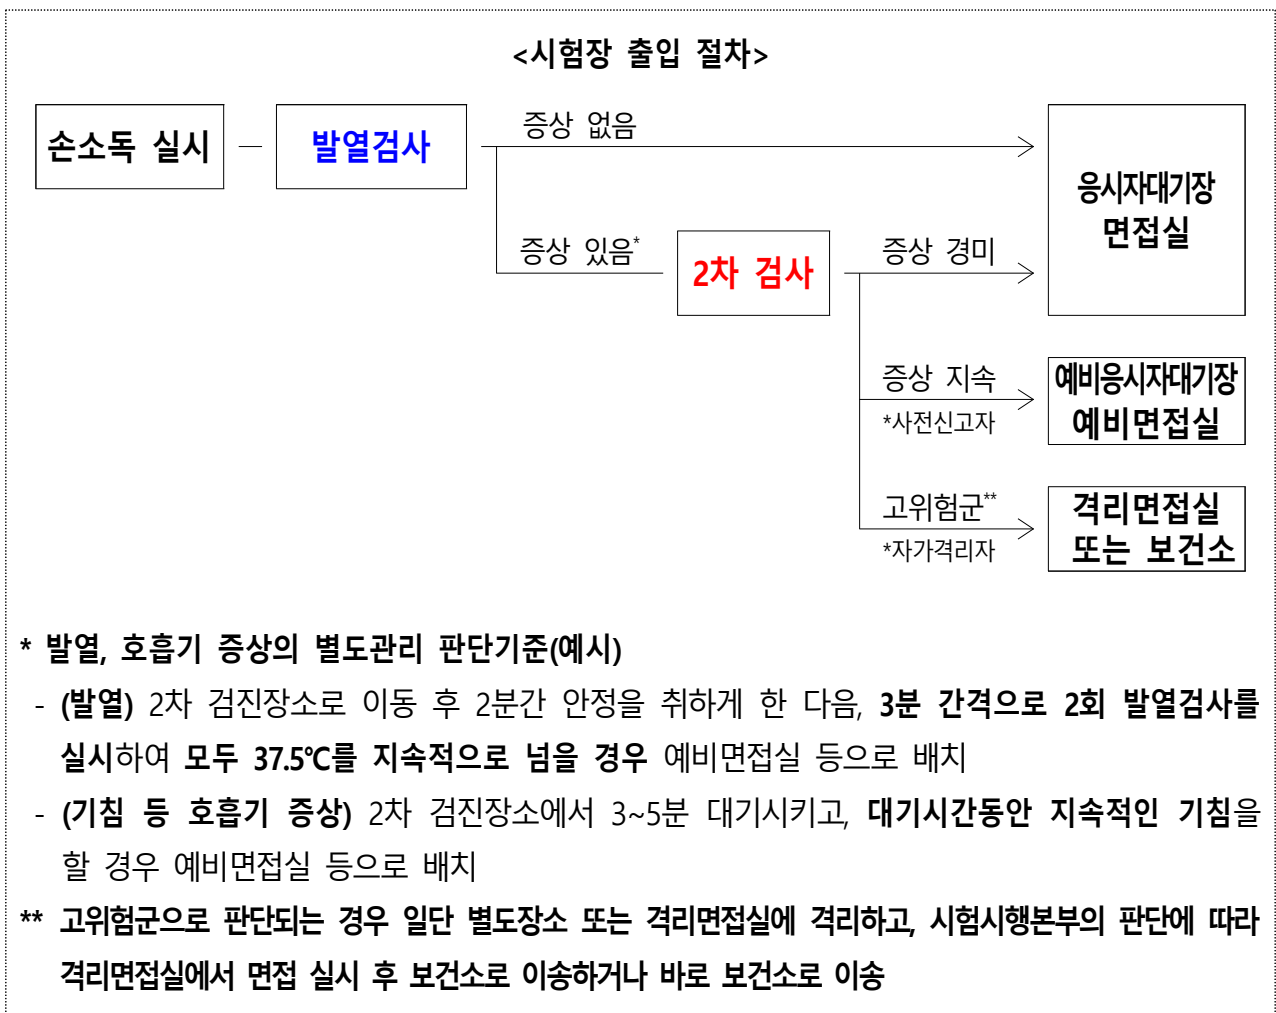 <시험장 출입 절차>
손소독 실시
발열검사
증상 없음
응시자대기장
면접실
증상 있음*
2차 검사
증상 경미
증상 지속
*사전신고자
예비응시자대기장
예비면접실
고위험군**
*자가격리자
격리면접실
또는 보건소
* 발열, 호흡기 증상의 별도관리 판단기준(예시)
- (발열) 2차 검진장소로 이동 후 2분간 안정을 취하게 한 다음, 3분 간격으로 2회 발열검사를
실시하여 모두 37.5℃를 지속적으로 넘을 경우 예비면접실 등으로 배치
- (기침 등 호흡기 증상) 2차 검진장소에서 3~5분 대기시키고, 대기시간동안 지속적인 기침을
할 경우 예비면접실 등으로 배치
** 고위험군으로 판단되는 경우 일단 별도장소 또는 격리면접실에 격리하고, 시험시행본부의 판단에 따라
격리면접실에서 면접 실시 후 보건소로 이송하거나 바로 보건소로 이송